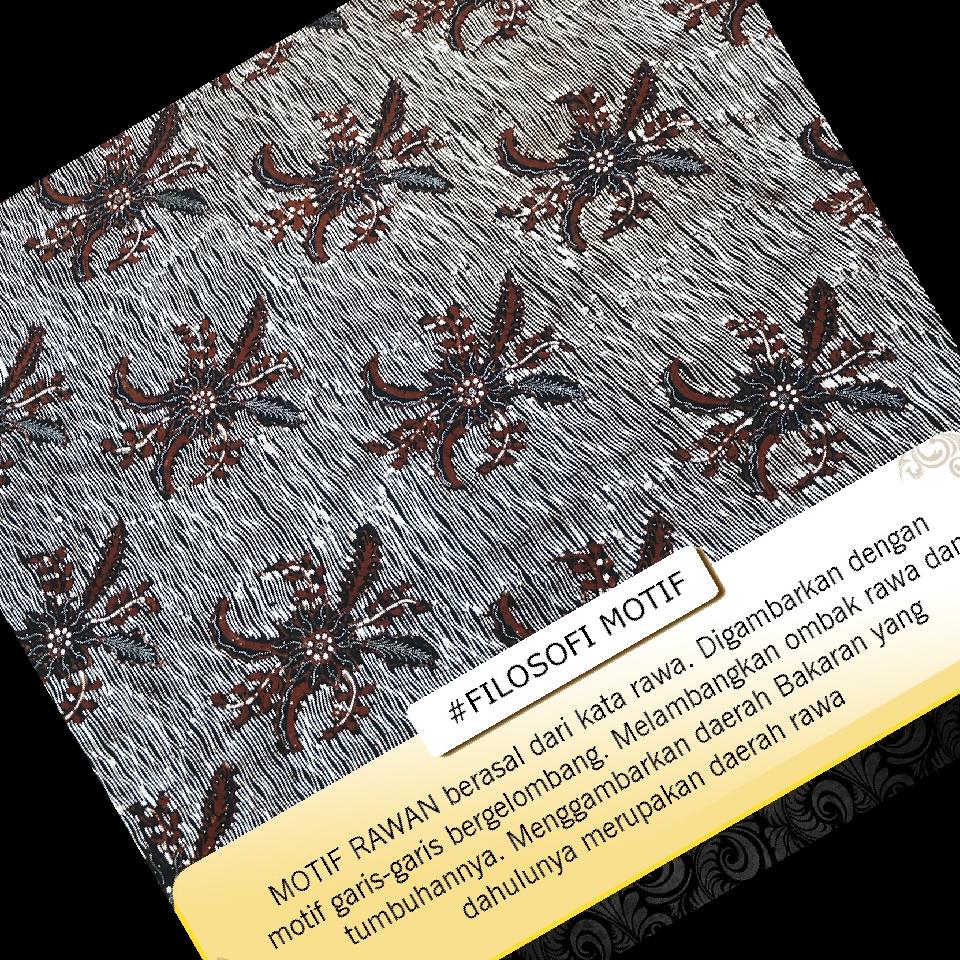 #FILOSOFI MOTIF
MOTIF RAWAN berasal dari kata rawa. Digambarkan dengan
motif garis-garis bergelombang. Melambangkan ombak rawa dan
tumbuhannya. Menggambarkan daerah Bakaran yang
dahulunya merupakan daerah rawa